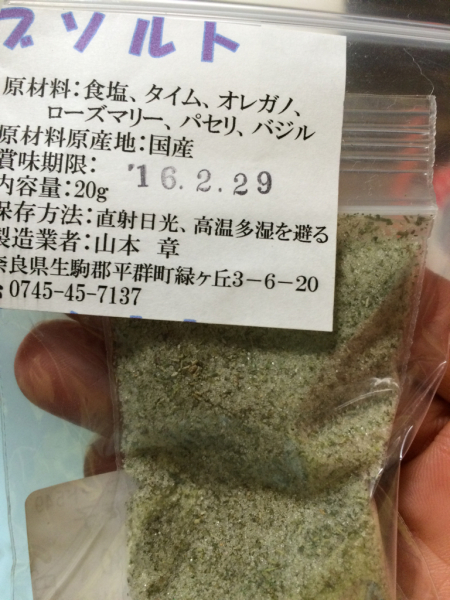 ブソルト
原材料：食塩、タイム、オレガノ、
ローズマリー、パセリ、バジル
原材料原産地：国産
賞味期限： '16.2.29
内容量：20g
保存方法：直射日光、高温多湿を避る
製造業者：山本 章
奈良県生駒郡平群町緑ヶ丘3−6−20
0745-45-7137